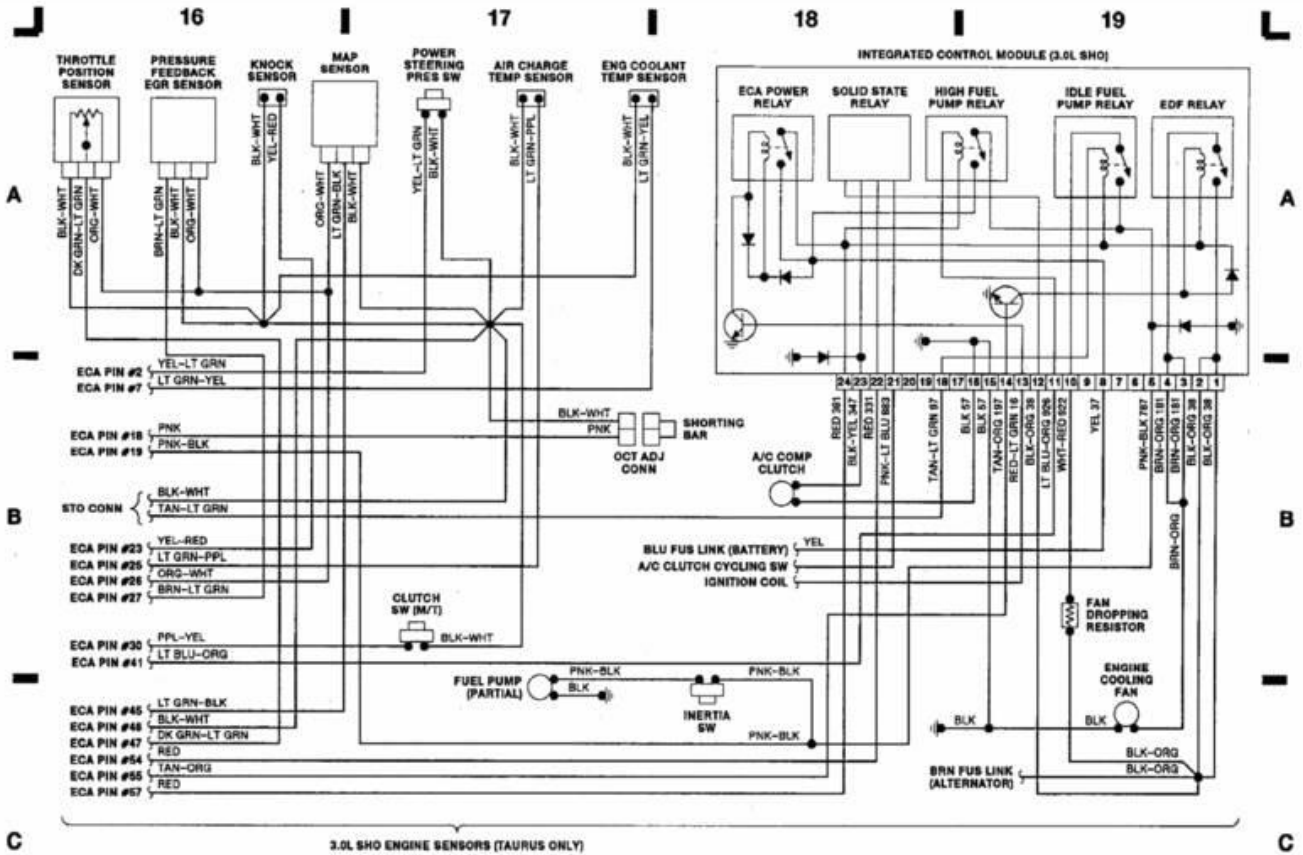 16 17 18 19
THROTTLE
POSITION
SENSOR
PRESSURE
FEEDBACK
EGR SENSOR
KNOCK
SENSOR
MAP
SENSOR
POWER
STEERING
PRES SW
AIR CHARGE
TEMP SENSOR
ENG COOLANT
TEMP SENSOR
INTEGRATED CONTROL MODULE (3.0L SHO)
ECA POWER
RELAY
SOLID STATE
RELAY
HIGH FUEL
PUMP RELAY
IDLE FUEL
PUMP RELAY
EDF RELAY
BLK-WHT
YEL-RED
YEL-LT GRN
BLK-WHT
BLK-WHT
LT GRN-PPL
BLK-WHT
LT GRN-YEL
A
BLK-WHT
DK GRN-LT GRN
ORG-WHT
BRN-LT GRN
BLK-WHT
ORG-WHT
ORG-WHT
LT GRN-BLK
BLK-WHT
A
ECA PIN #2 YEL-LT GRN
ECA PIN #7 LT GRN-YEL
24 23 22 21 20 19 18 17 16 15 14 13 12 11 10 9 8 7 6 5 4 3 2 1
RED 361
BLK-YEL 347
RED 331
PNK-LT BLU 883
TAN-LT GRN 97
BLK 57
BLK 57
TAN-ORG 197
RED-LT GRN 16
BLK-ORG 38
LT BLU-ORG 926
WHT-RED 922
YEL 37
PNK-BLK 787
BRN-ORG 181
BRN-ORG 181
BLK-ORG 38
BLK-ORG 38
ECA PIN #18 PNK
ECA PIN #19 PNK-BLK
BLK-WHT
PNK
SHORTING
BAR
OCT ADJ
CONN
A/C COMP
CLUTCH
B
STO CONN
BLK-WHT
TAN-LT GRN
B
BRN-ORG
ECA PIN #23 YEL-RED
ECA PIN #25 LT GRN-PPL
ECA PIN #26 ORG-WHT
ECA PIN #27 BRN-LT GRN
BLU FUS LINK (BATTERY) YEL
A/C CLUTCH CYCLING SW
IGNITION COIL
CLUTCH
SW (M/T)
BLK-WHT
FAN
DROPPING
RESISTOR
ECA PIN #30 PPL-YEL
ECA PIN #41 LT BLU-ORG
FUEL PUMP
(PARTIAL)
PNK-BLK
BLK
PNK-BLK
INERTIA
SW
ENGINE
COOLING
FAN
BLK
BLK
PNK-BLK
ECA PIN #45 LT GRN-BLK
ECA PIN #46 BLK-WHT
ECA PIN #47 DK GRN-LT GRN
ECA PIN #54 RED
ECA PIN #55 TAN-ORG
ECA PIN #57 RED
BRN FUS LINK
(ALTERNATOR)
BLK-ORG
BLK-ORG
C
3.0L SHO ENGINE SENSORS (TAURUS ONLY)
C